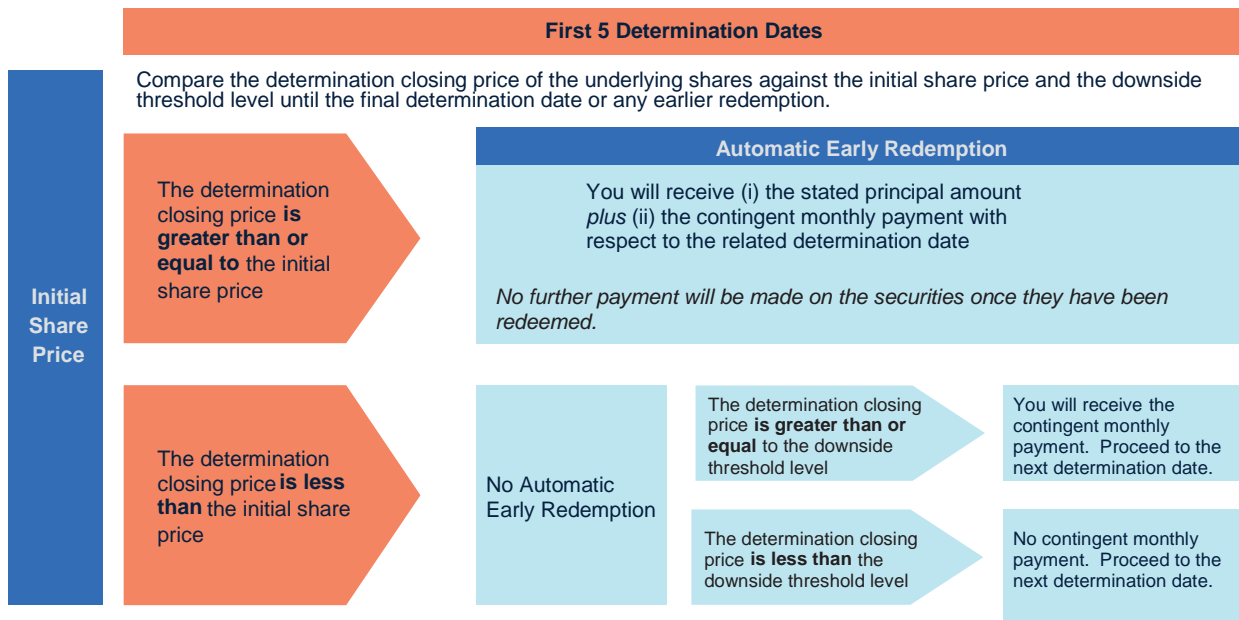 First 5 Determination Dates
Compare the determination closing price of the underlying shares against the initial share price and the downside
threshold level until the final determination date or any earlier redemption.
Initial
Share
Price
The determination
closing price is
greater than or
equal to the initial
share price
Automatic Early Redemption
You will receive (i) the stated principal amount
plus (ii) the contingent monthly payment with
respect to the related determination date
No further payment will be made on the securities once they have been
redeemed.
The determination
closing price is less
than the initial share
price
No Automatic
Early Redemption
The determination closing
price is greater than or
equal to the downside
threshold level
You will receive the
contingent monthly
payment. Proceed to the
next determination date.
The determination closing
price is less than the
downside threshold level
No contingent monthly
payment. Proceed to the
next determination date.